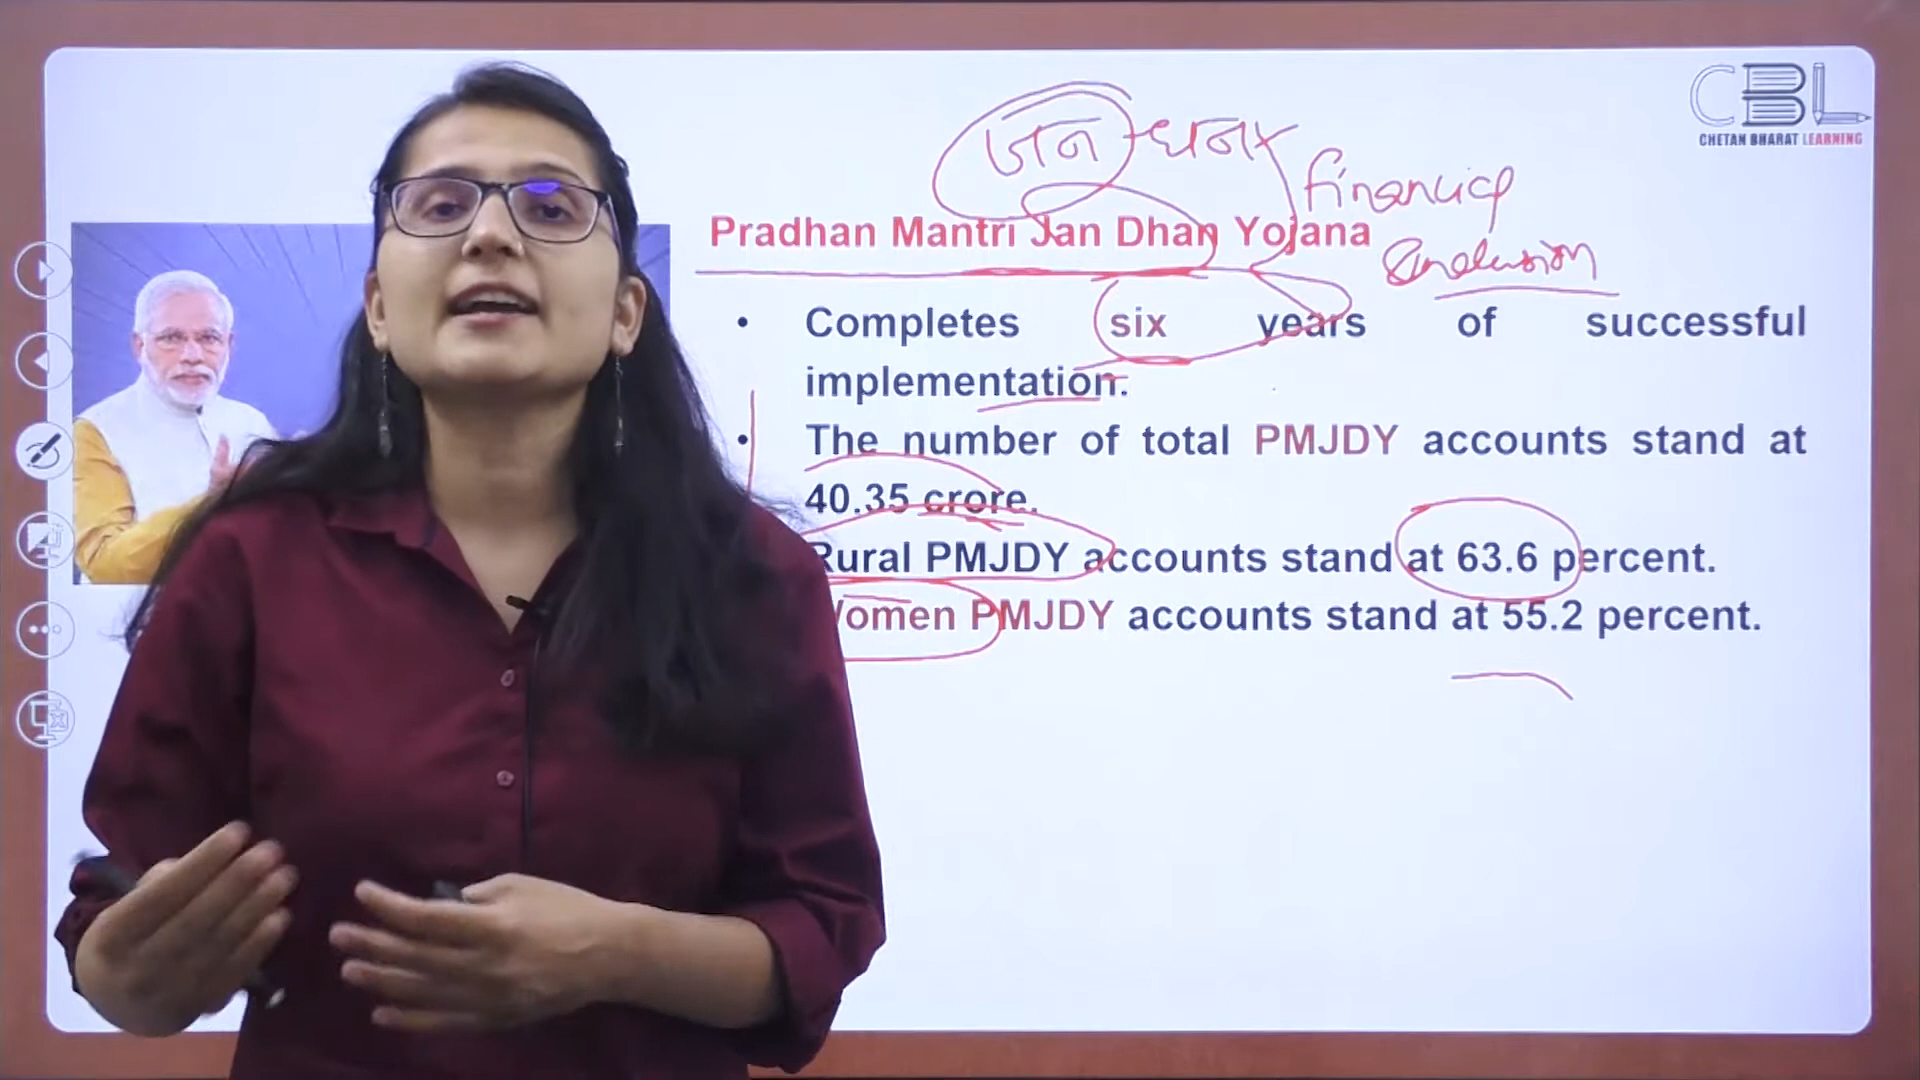 CBL
CHETAN BHARAT LEARNING
जन - धन
Financial
Inclusion
Pradhan Mantri Jan Dhan Yojana
• Completes six years of successful
implementation.
• The number of total PMJDY accounts stand at
40.35 crore.
Rural PMJDY accounts stand at 63.6 percent.
Women PMJDY accounts stand at 55.2 percent.